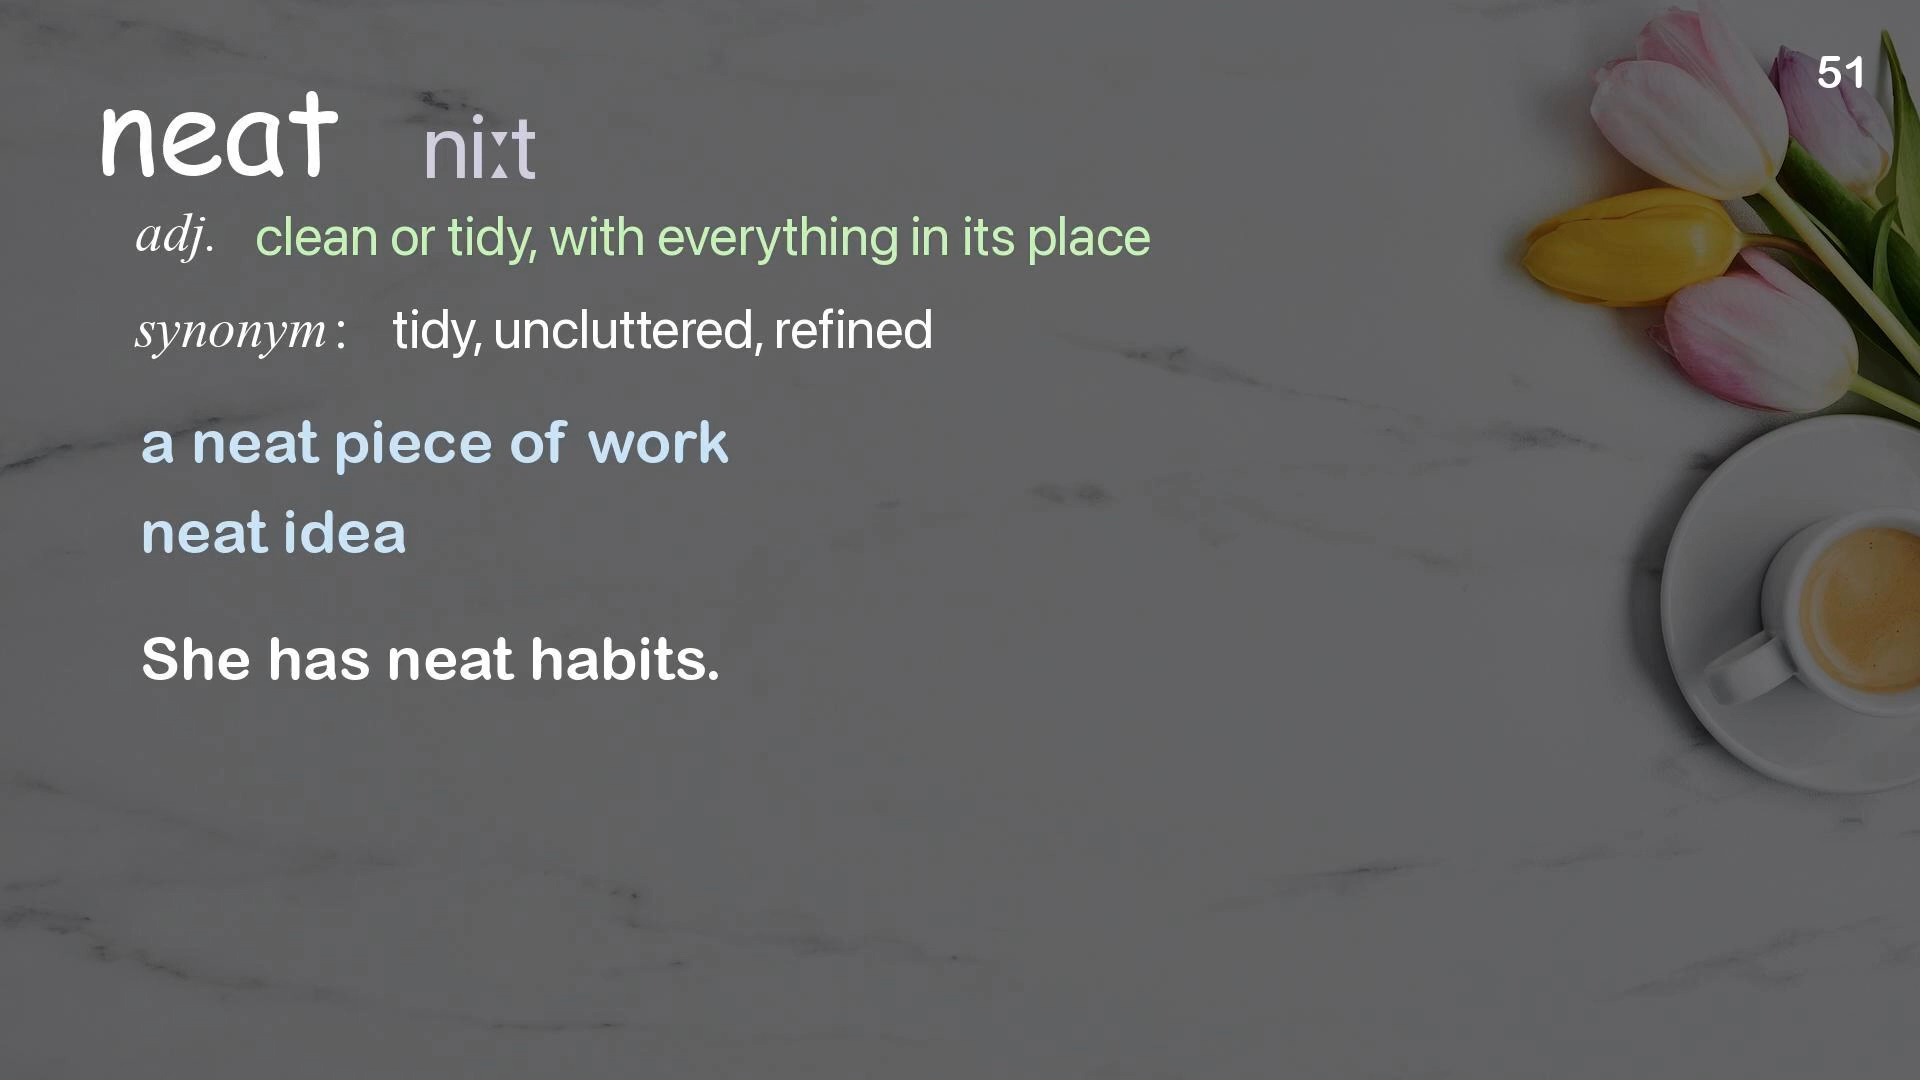 51
neat niːt
adj. clean or tidy, with everything in its place
synonym: tidy, uncluttered, refined
a neat piece of work
neat idea
She has neat habits.